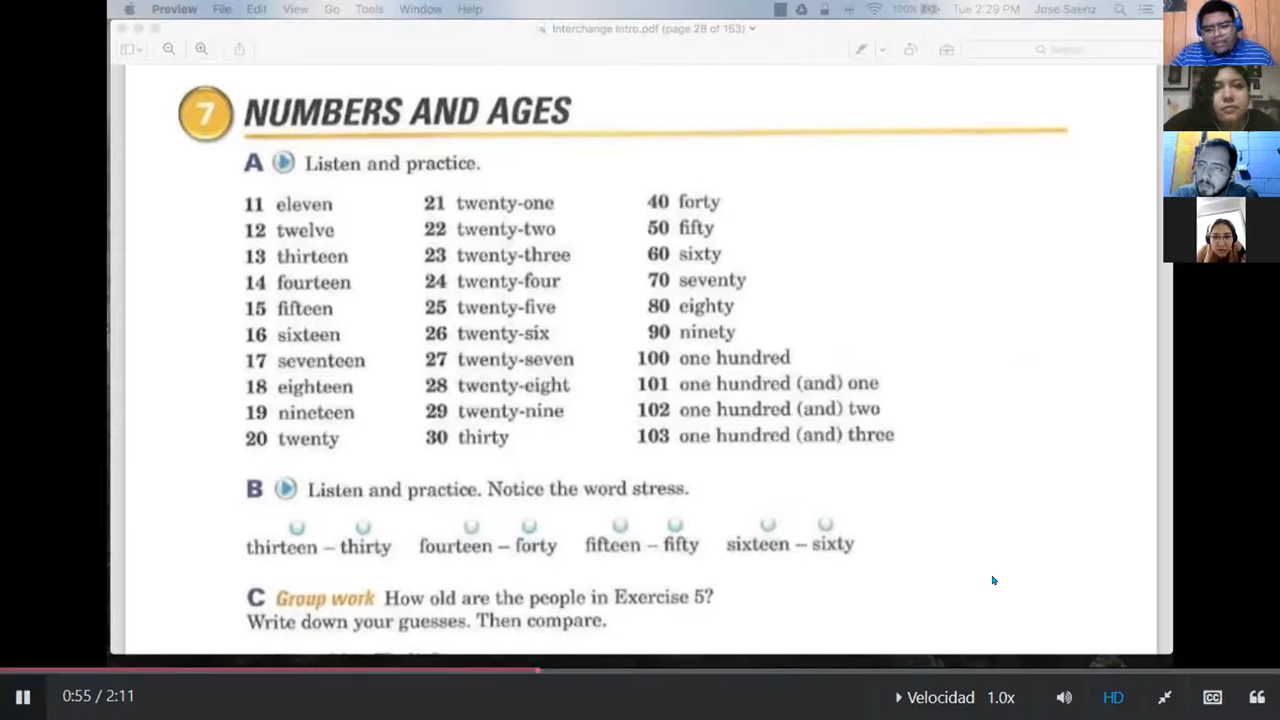 Preview File Edit View Go Tools Window Help 100% Tue 2:29 PM Jose Saenz
Interchange Intro.pdf (page 28 of 153)
Search
7 NUMBERS AND AGES
A Listen and practice.
11 eleven 21 twenty-one 40 forty
12 twelve 22 twenty-two 50 fifty
13 thirteen 23 twenty-three 60 sixty
14 fourteen 24 twenty-four 70 seventy
15 fifteen 25 twenty-five 80 eighty
16 sixteen 26 twenty-six 90 ninety
17 seventeen 27 twenty-seven 100 one hundred
18 eighteen 28 twenty-eight 101 one hundred (and) one
19 nineteen 29 twenty-nine 102 one hundred (and) two
20 twenty 30 thirty 103 one hundred (and) three
B Listen and practice. Notice the word stress.
thirteen – thirty fourteen – forty fifteen – fifty sixteen – sixty
C Group work How old are the people in Exercise 5?
Write down your guesses. Then compare.
0:55 / 2:11 Velocidad 1.0x HD CC